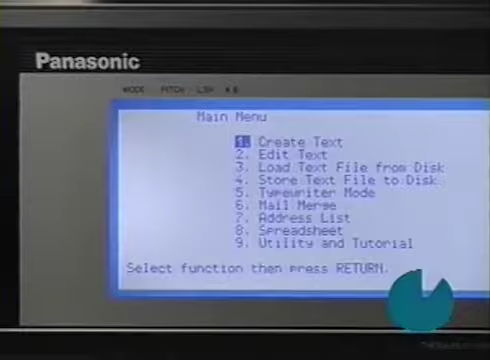 Panasonic
MODE PITCH LSP KB
Main Menu
1. Create Text
2. Edit Text
3. Load Text File from Disk
4. Store Text File to Disk
5. Typewriter Mode
6. Mail Merge
7. Address List
8. Spreadsheet
9. Utility and Tutorial
Select function then press RETURN.